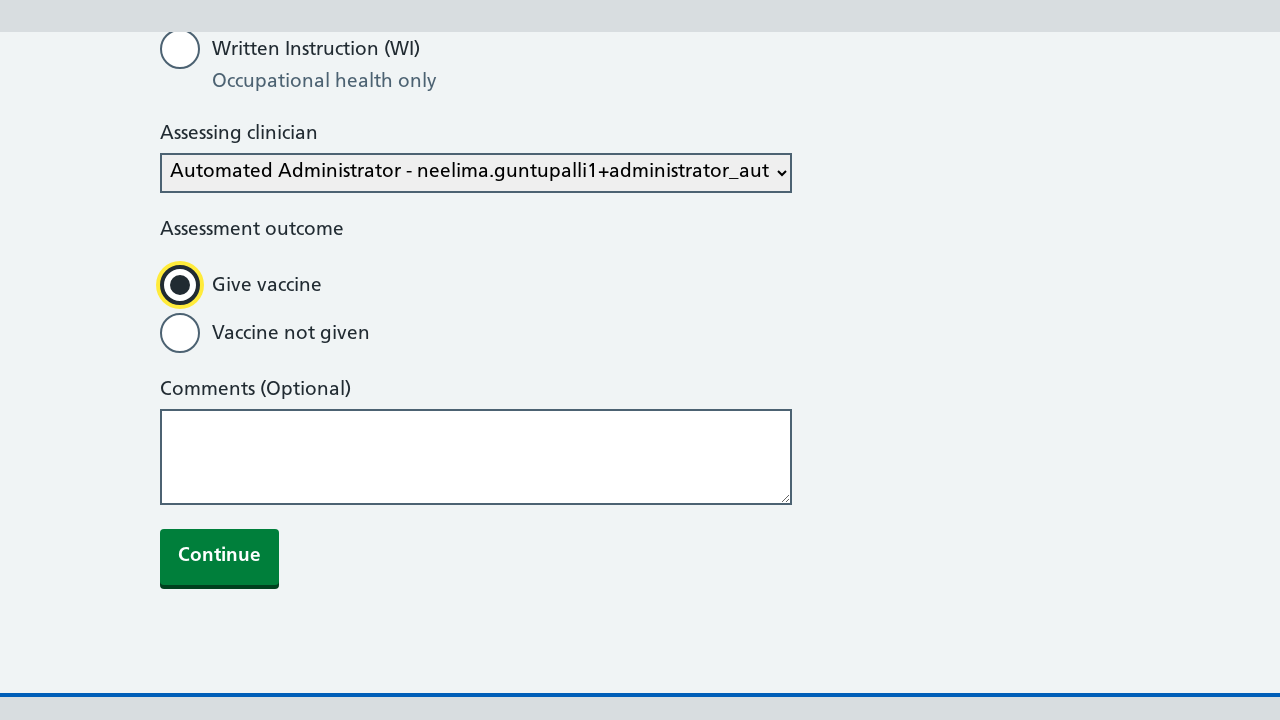 Written Instruction (WI)
Occupational health only
Assessing clinician
Automated Administrator - neelima.guntupalli1+administrator_aut
Assessment outcome
Give vaccine
Vaccine not given
Comments (Optional)
Continue